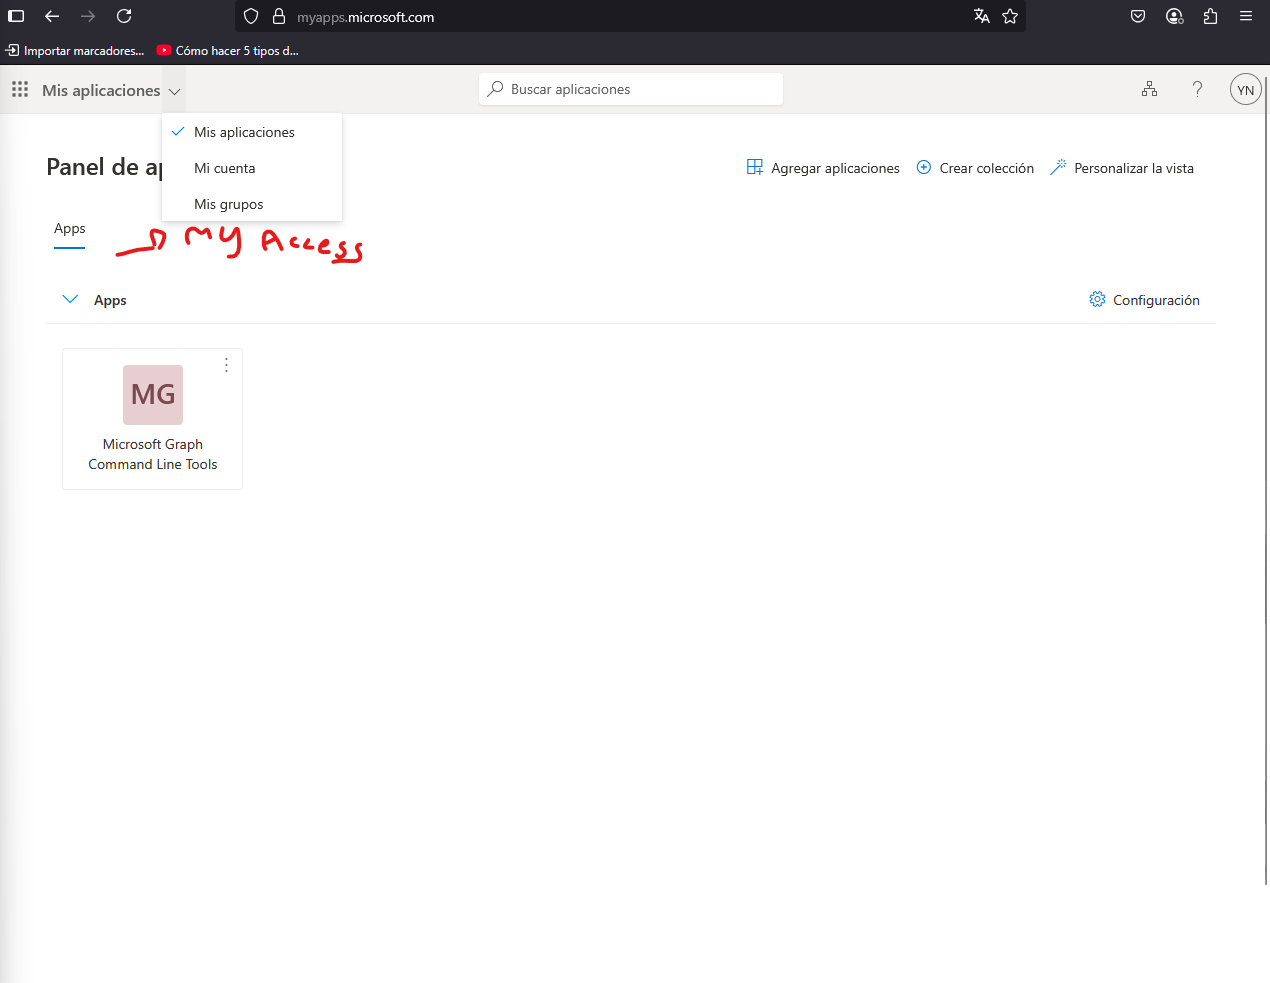 myapps.microsoft.com
Importar marcadores... Cómo hacer 5 tipos d...
Mis aplicaciones Buscar aplicaciones ? YN
Mis aplicaciones
Mi cuenta
Mis grupos
Panel de ap Agregar aplicaciones Crear colección Personalizar la vista
Apps
My Access
Apps Configuración
MG
Microsoft Graph
Command Line Tools